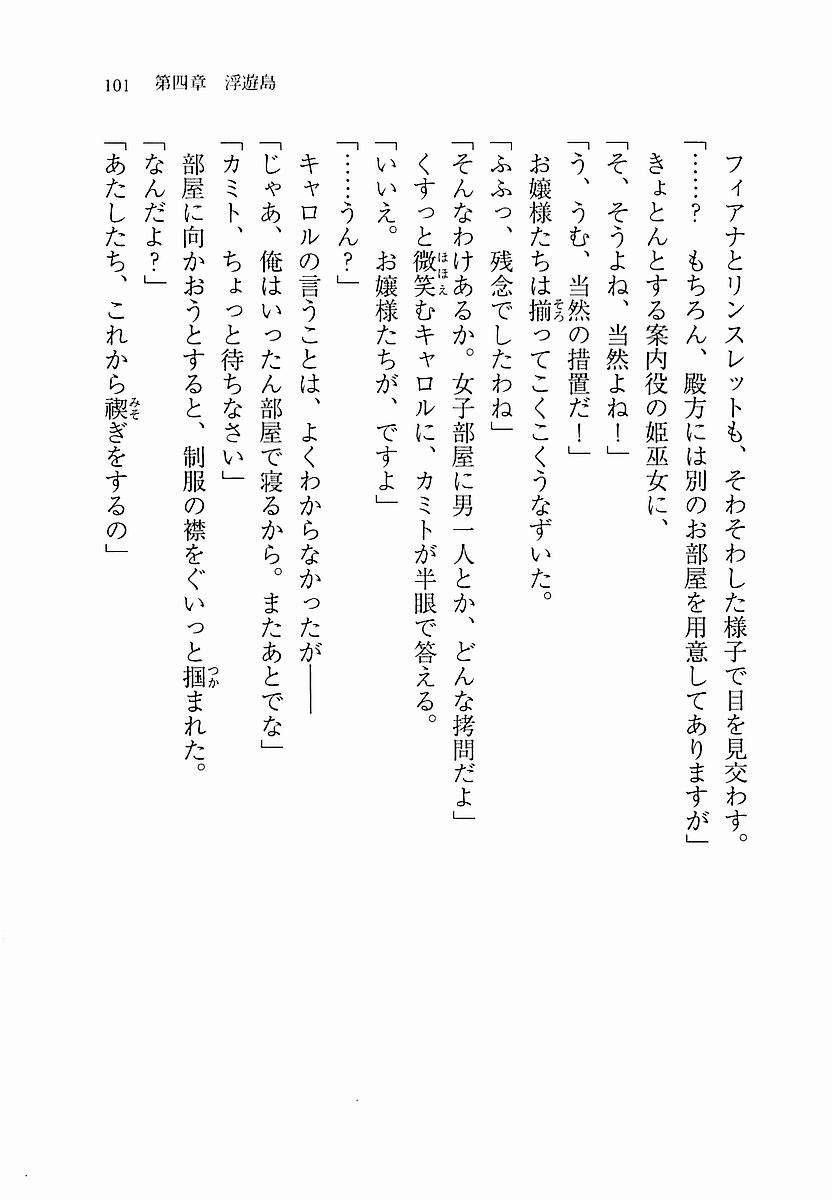 101 第四章 浮遊島
フィアナとリンスレットも、そわそわした様子で目を見交わす。
「……? もちろん、殿方には別のお部屋を用意してありますが」
きょとんとする案内役の姫巫女に、
「そ、そうよね、当然よね!」
「う、うむ、当然の措置だ!」
お嬢様たちは揃ってこくこくうなずいた。
「ふふっ、残念でしたわね」
「そんなわけあるか。女子部屋に男一人とか、どんな拷問だよ」
くすっと微笑むキャロルに、カミトが半眼で答える。
「いいえ。お嬢様たちが、ですよ」
「……うん?」
キャロルの言うことは、よくわからなかったが――
「じゃあ、俺はいったん部屋で寝るから。またあとでな」
「カミト、ちょっと待ちなさい」
部屋に向かおうとすると、制服の襟をぐいっと掴まれた。
「なんだよ?」
「あたしたち、これから禊ぎをするの」